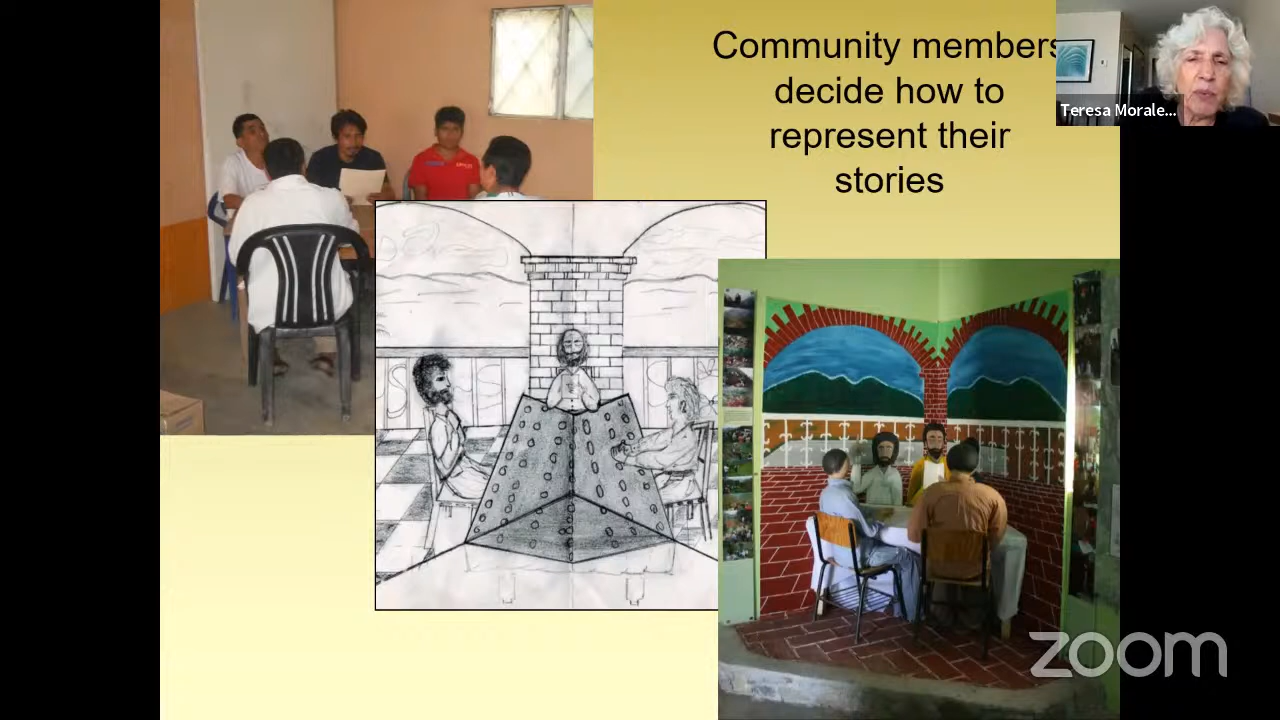 Community members
decide how to
represent their
stories
Teresa Morale...
zoom